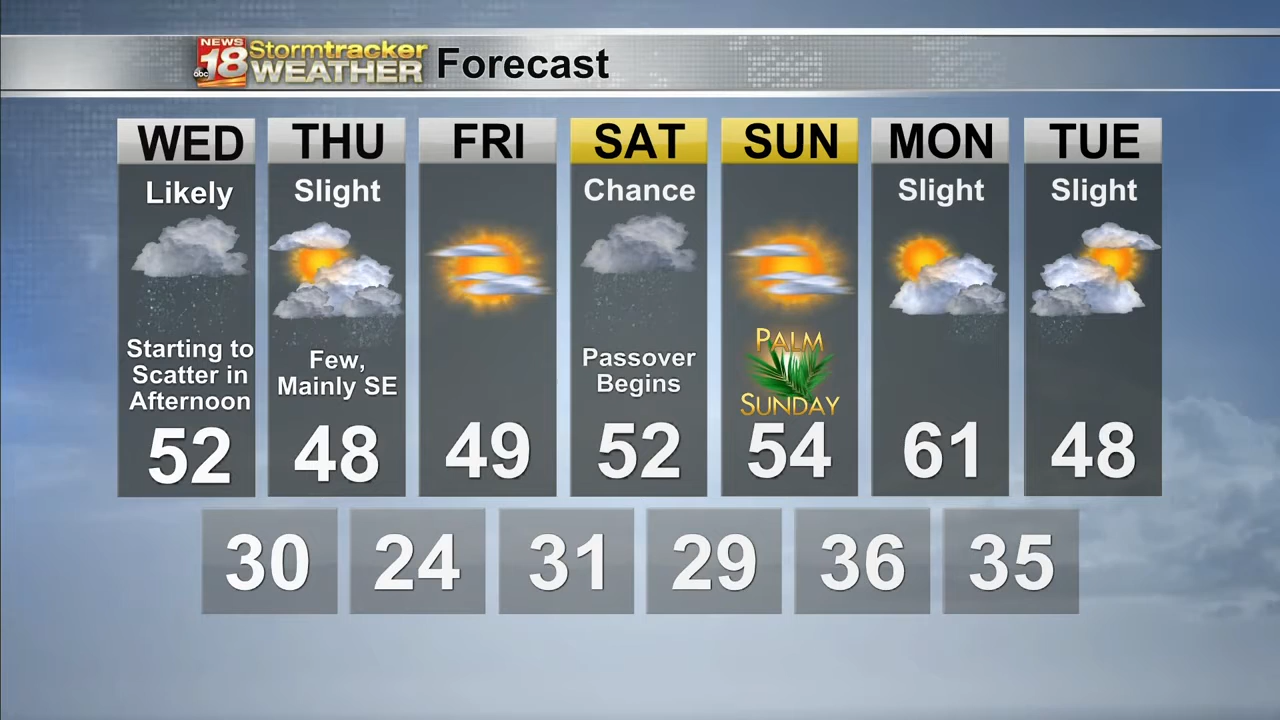 NEWS
abc 18
Stormtracker
WEATHER
Forecast
WED
Likely
Starting to
Scatter in
Afternoon
52
THU
Slight
Few,
Mainly SE
48
FRI
49
SAT
Chance
Passover
Begins
52
SUN
PALM
SUNDAY
54
MON
Slight
61
TUE
Slight
48
30
24
31
29
36
35